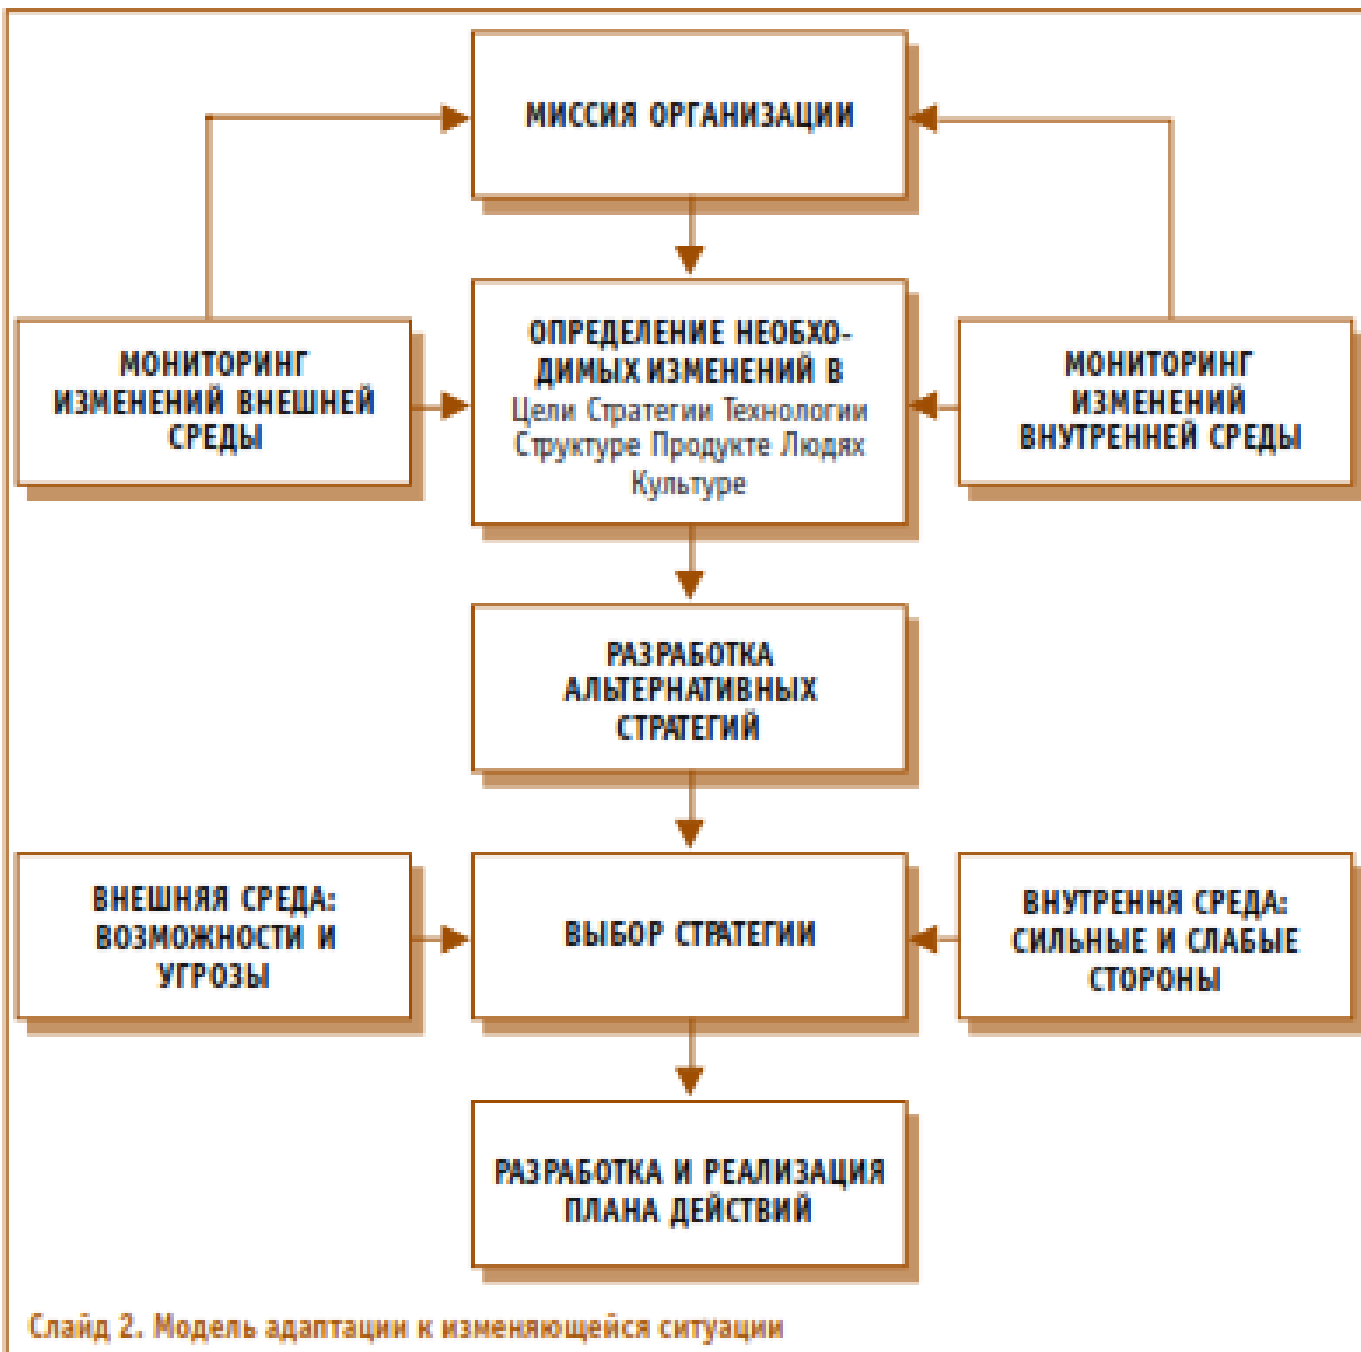 МИССИЯ ОРГАНИЗАЦИИ
МОНИТОРИНГ
ИЗМЕНЕНИЙ ВНЕШНЕЙ
СРЕДЫ
ОПРЕДЕЛЕНИЕ НЕОБХО-
ДИМЫХ ИЗМЕНЕНИЙ В
Цели Стратегии Технологии
Структуре Продукте Людях
Культуре
МОНИТОРИНГ
ИЗМЕНЕНИЙ
ВНУТРЕННЕЙ СРЕДЫ
РАЗРАБОТКА
АЛЬТЕРНАТИВНЫХ
СТРАТЕГИЙ
ВНЕШНЯЯ СРЕДА:
ВОЗМОЖНОСТИ И
УГРОЗЫ
ВЫБОР СТРАТЕГИИ
ВНУТРЕННЯ СРЕДА:
СИЛЬНЫЕ И СЛАБЫЕ
СТОРОНЫ
РАЗРАБОТКА И РЕАЛИЗАЦИЯ
ПЛАНА ДЕЙСТВИЙ
Слайд 2. Модель адаптации к изменяющейся ситуации